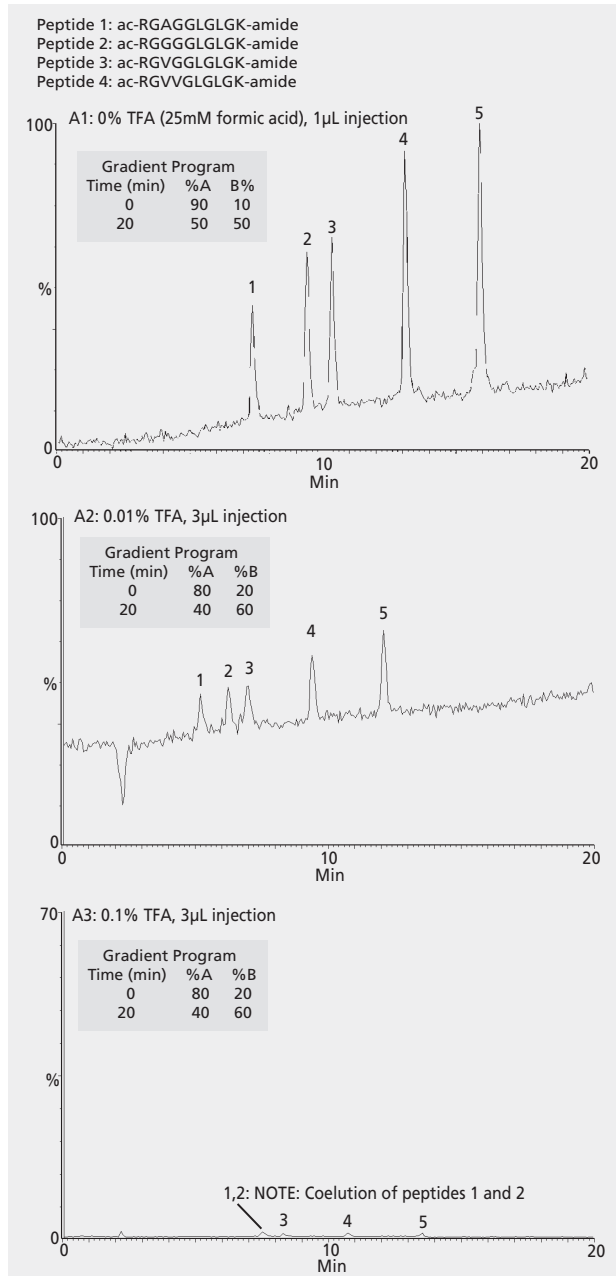 Peptide 1: ac-RGAGGLGLGK-amide
Peptide 2: ac-RGGGGLGLGK-amide
Peptide 3: ac-RGVGGLGLGK-amide
Peptide 4: ac-RGVVGLGLGK-amide
A1: 0% TFA (25mM formic acid), 1µL injection
100
Gradient Program
Time (min) %A B%
0 90 10
20 50 50
%
1
2
3
4
5
0
0 10 20
Min
A2: 0.01% TFA, 3µL injection
100
Gradient Program
Time (min) %A %B
0 80 20
20 40 60
%
1
2
3
4
5
0
0 10 20
Min
A3: 0.1% TFA, 3µL injection
70
Gradient Program
Time (min) %A %B
0 80 20
20 40 60
%
1,2: NOTE: Coelution of peptides 1 and 2
3 4 5
0
0 10 20
Min